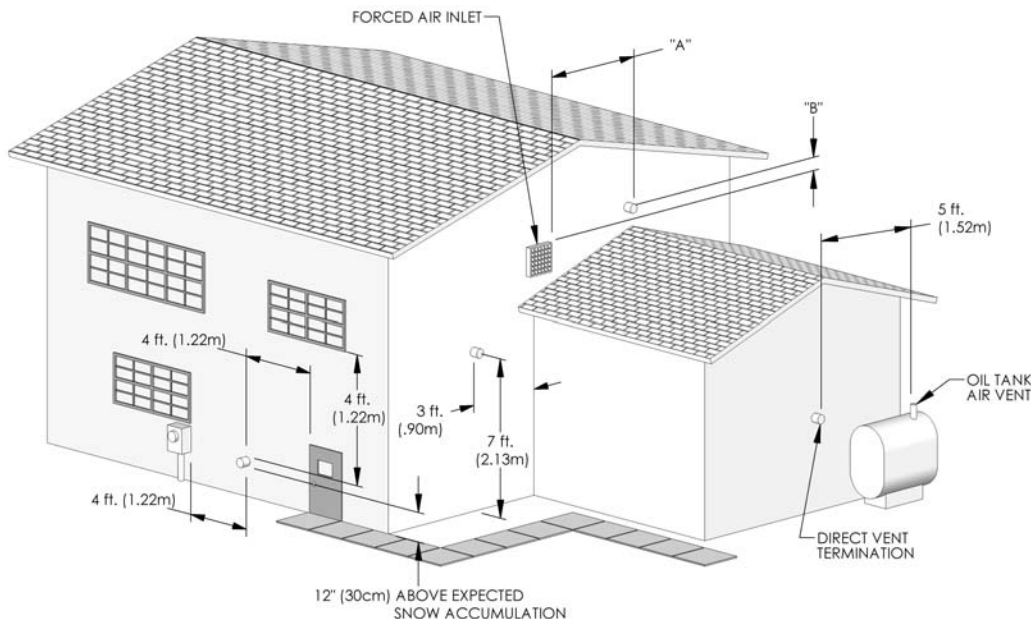 FORCED AIR INLET
"A"
"B"
5 ft.
(1.52m)
4 ft. (1.22m)
4 ft.
(1.22m)
3 ft.
(.90m)
7 ft.
(2.13m)
OIL TANK
AIR VENT
4 ft. (1.22m)
DIRECT VENT
TERMINATION
12" (30cm) ABOVE EXPECTED
SNOW ACCUMULATION